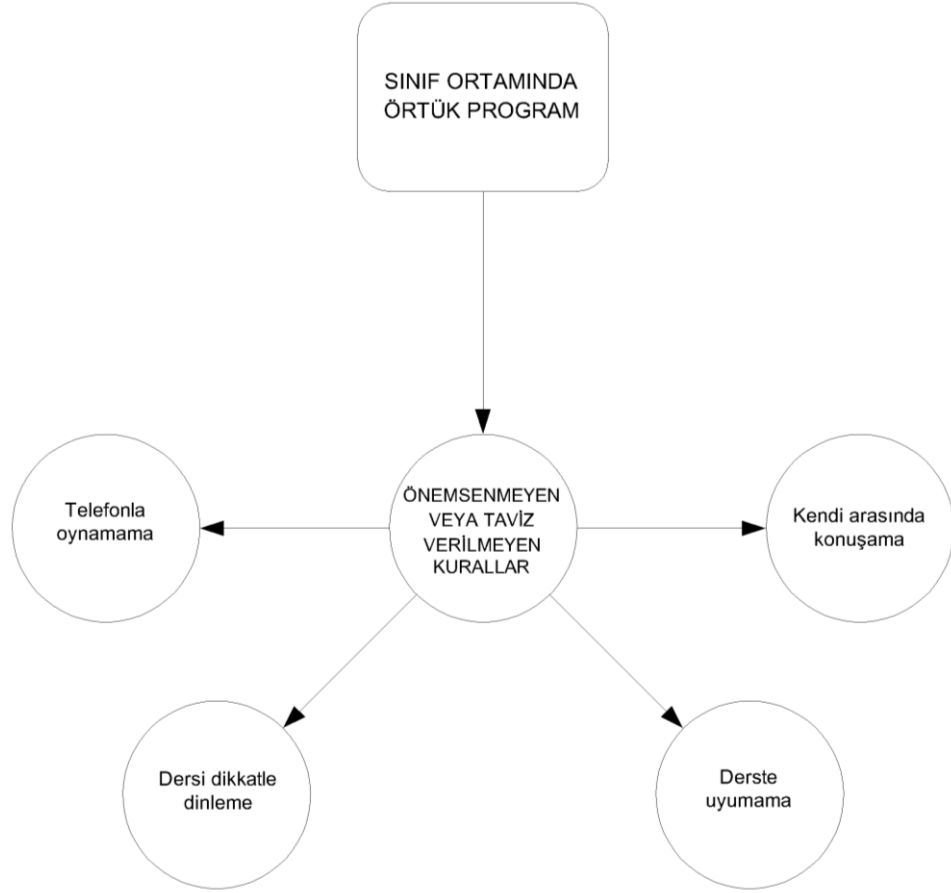 SINIF ORTAMINDA
ÖRTÜK PROGRAM
ÖNEMSENMEYEN
VEYA TAVİZ
VERİLMEYEN
KURALLAR
Telefonla
oynamama
Kendi arasında
konuşama
Dersi dikkatle
dinleme
Derste
uyumama